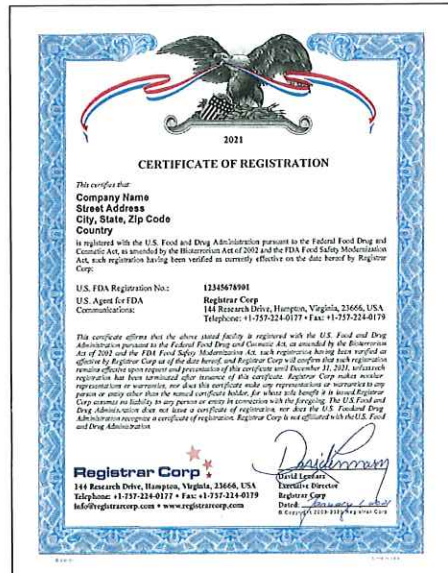 2021
CERTIFICATE OF REGISTRATION
This certifies that
Company Name
Street Address
City, State, Zip Code
Country
is registered with the U.S. Food and Drug Administration pursuant to the Federal Food Drug and
Cosmetic Act, as amended by the Bioterrorism Act of 2002 and the FDA Food Safety Modernization
Act, such registration having been verified as currently effective on the date hereof by Registrar
Corp:
U.S. FDA Registration No.: 12345678901
U.S. Agent for FDA Registrar Corp
Communications: 144 Research Drive, Hampton, Virginia, 23666, USA
Telephone: +1-757-224-0177 • Fax: +1-757-224-0179
This certificate affirms that the above stated facility is registered with the U.S. Food and Drug
Administration pursuant to the Federal Food Drug and Cosmetic Act, as amended by the Bioterrorism
Act of 2002 and the FDA Food Safety Modernization Act, such registration having been verified as
effective by Registrar Corp as of the date hereof, and Registrar Corp will confirm that such registration
remains effective upon request and presentation of this certificate until December 31, 2021, unless such
registration has been terminated after issuance of this certificate. Registrar Corp makes no other
representations or warranties, nor does this certificate make any representations or warranties to any
person or entity other than the named certificate holder, for whose sole benefit it is issued. Registrar
Corp assumes no liability to any person or entity in connection with the foregoing. The U.S. Food and
Drug Administration does not issue a certificate of registration, nor does the U.S. Food and Drug
Administration recognize a certificate of registration. Registrar Corp is not affiliated with the U.S. Food
and Drug Administration.
Registrar Corp
144 Research Drive, Hampton, Virginia, 23666, USA
Telephone: +1-757-224-0177 • Fax: +1-757-224-0179
info@registrarcorp.com • www.registrarcorp.com
David Lennarz
Executive Director
Registrar Corp
Dated: January 1, 2021